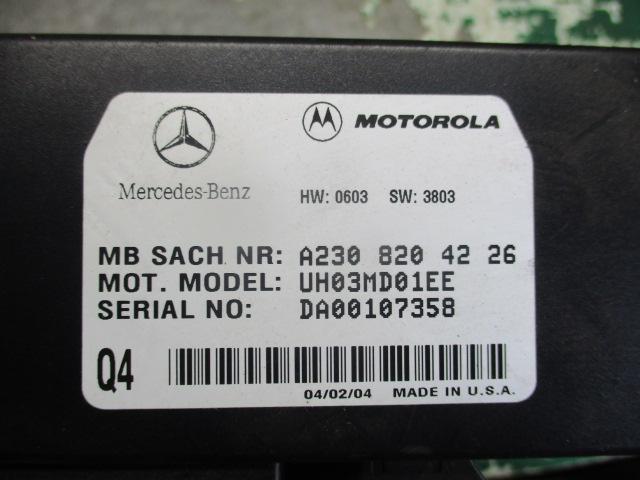 MOTOROLA
Mercedes-Benz
HW: 0603 SW: 3803
MB SACH NR: A230 820 42 26
MOT. MODEL: UH03MD01EE
SERIAL NO: DA00107358
Q4
04/02/04 MADE IN U.S.A.